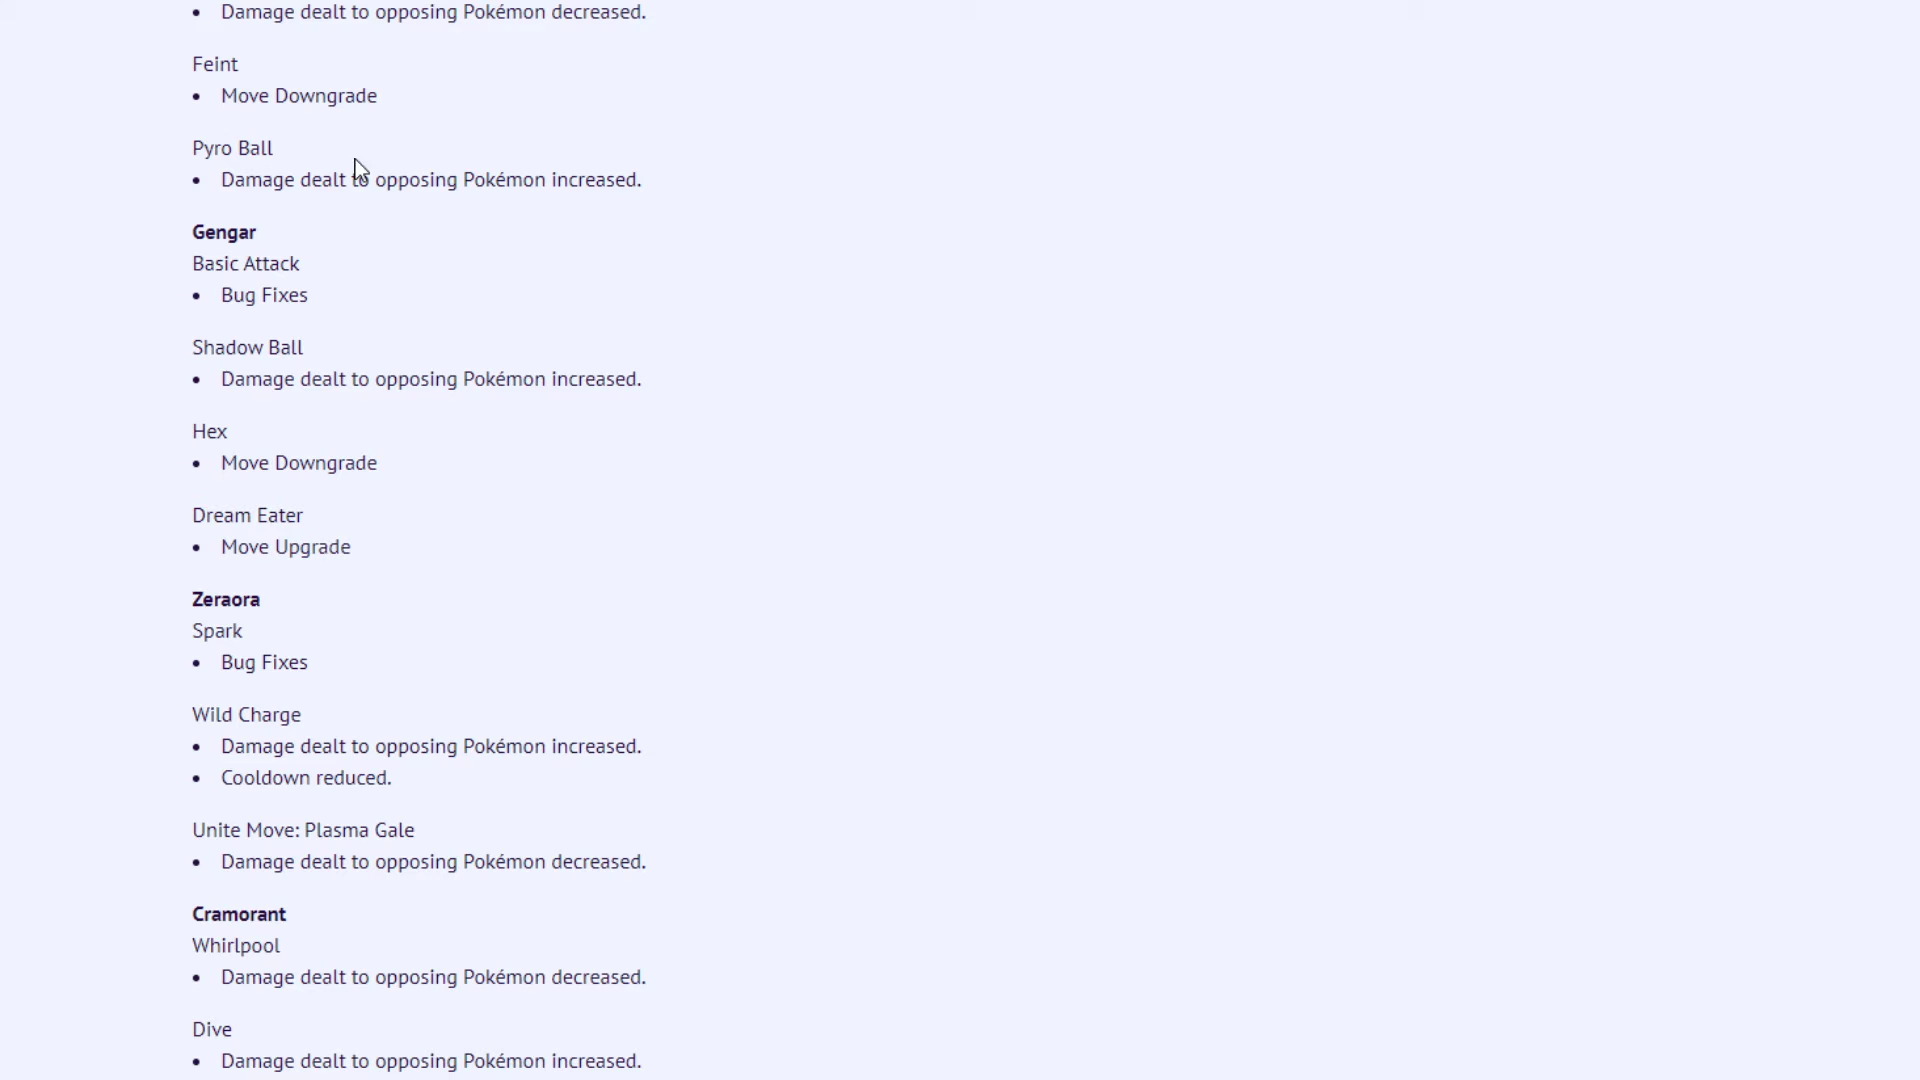 • Damage dealt to opposing Pokémon decreased.
Feint
• Move Downgrade
Pyro Ball
• Damage dealt to opposing Pokémon increased.
Gengar
Basic Attack
• Bug Fixes
Shadow Ball
• Damage dealt to opposing Pokémon increased.
Hex
• Move Downgrade
Dream Eater
• Move Upgrade
Zeraora
Spark
• Bug Fixes
Wild Charge
• Damage dealt to opposing Pokémon increased.
• Cooldown reduced.
Unite Move: Plasma Gale
• Damage dealt to opposing Pokémon decreased.
Cramorant
Whirlpool
• Damage dealt to opposing Pokémon decreased.
Dive
• Damage dealt to opposing Pokémon increased.